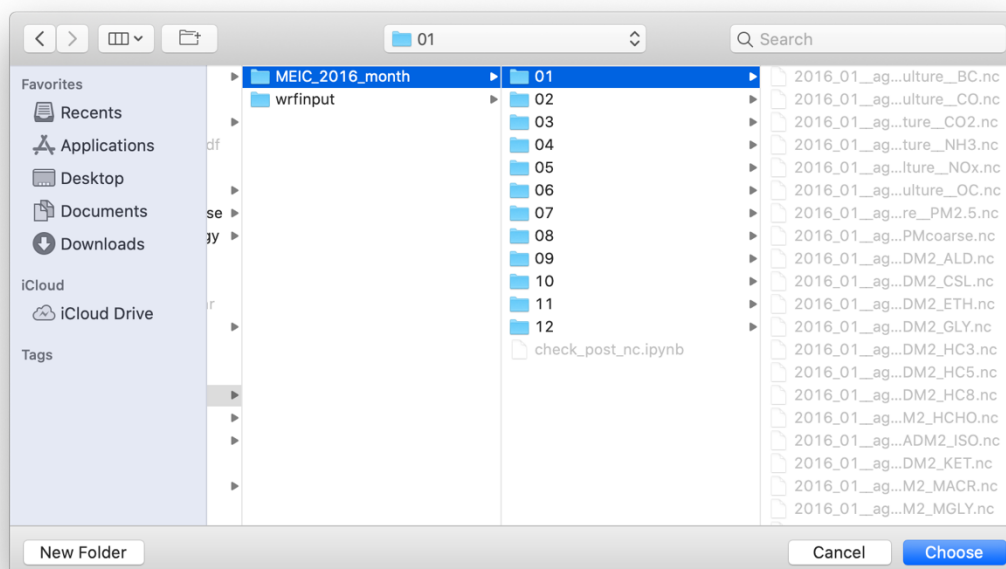 01
Search
Favorites
Recents
Applications
Desktop
Documents
Downloads
iCloud
iCloud Drive
Tags
df
se
gy
r
MEIC_2016_month
wrfinput
01
02
03
04
05
06
07
08
09
10
11
12
check_post_nc.ipynb
2016_01__ag...ulture__BC.nc
2016_01__ag...ulture__CO.nc
2016_01__ag...ture__CO2.nc
2016_01__ag...ture__NH3.nc
2016_01__ag...lture__NOx.nc
2016_01__ag...ulture__OC.nc
2016_01__ag...re__PM2.5.nc
2016_01__ag...PMcoarse.nc
2016_01__ag...DM2_ALD.nc
2016_01__ag...DM2_CSL.nc
2016_01__ag...DM2_ETH.nc
2016_01__ag...DM2_GLY.nc
2016_01__ag...DM2_HC3.nc
2016_01__ag...DM2_HC5.nc
2016_01__ag...DM2_HC8.nc
2016_01__ag...M2_HCHO.nc
2016_01__ag...ADM2_ISO.nc
2016_01__ag...DM2_KET.nc
2016_01__ag...M2_MACR.nc
2016_01__ag...M2_MGLY.nc
New Folder
Cancel
Choose